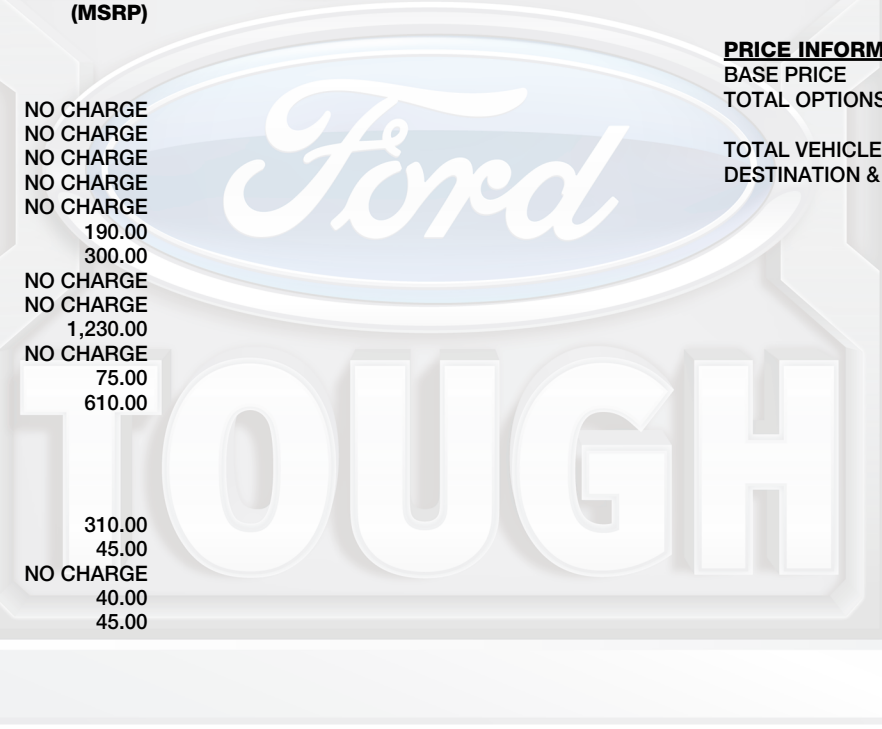 (MSRP)
NO CHARGE
NO CHARGE
NO CHARGE
NO CHARGE
NO CHARGE
190.00
300.00
NO CHARGE
NO CHARGE
1,230.00
NO CHARGE
75.00
610.00
310.00
45.00
NO CHARGE
40.00
45.00
PRICE INFORM
BASE PRICE
TOTAL OPTIONS
TOTAL VEHICLE
DESTINATION &
Ford
TOUGH